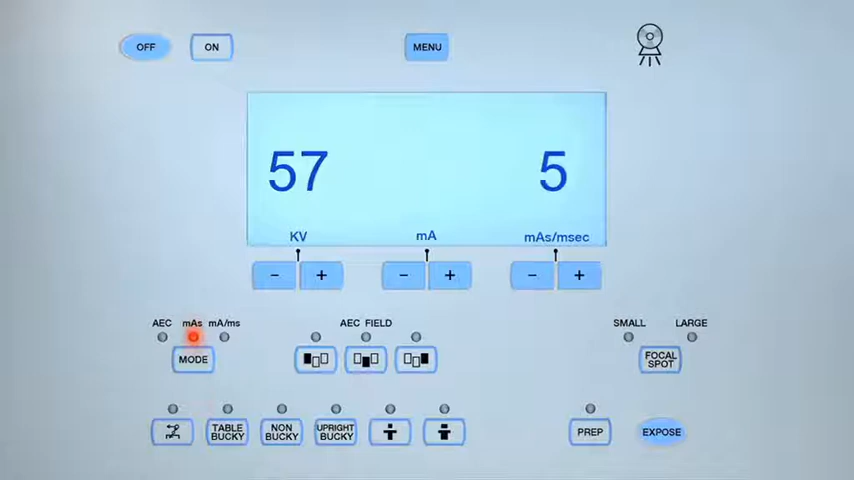 OFF ON MENU
57 5
KV mA mAs/msec
- + - + - +
AEC mAs mA/ms AEC FIELD SMALL LARGE
MODE FOCAL
SPOT
TABLE
BUCKY
NON
BUCKY
UPRIGHT
BUCKY
PREP EXPOSE